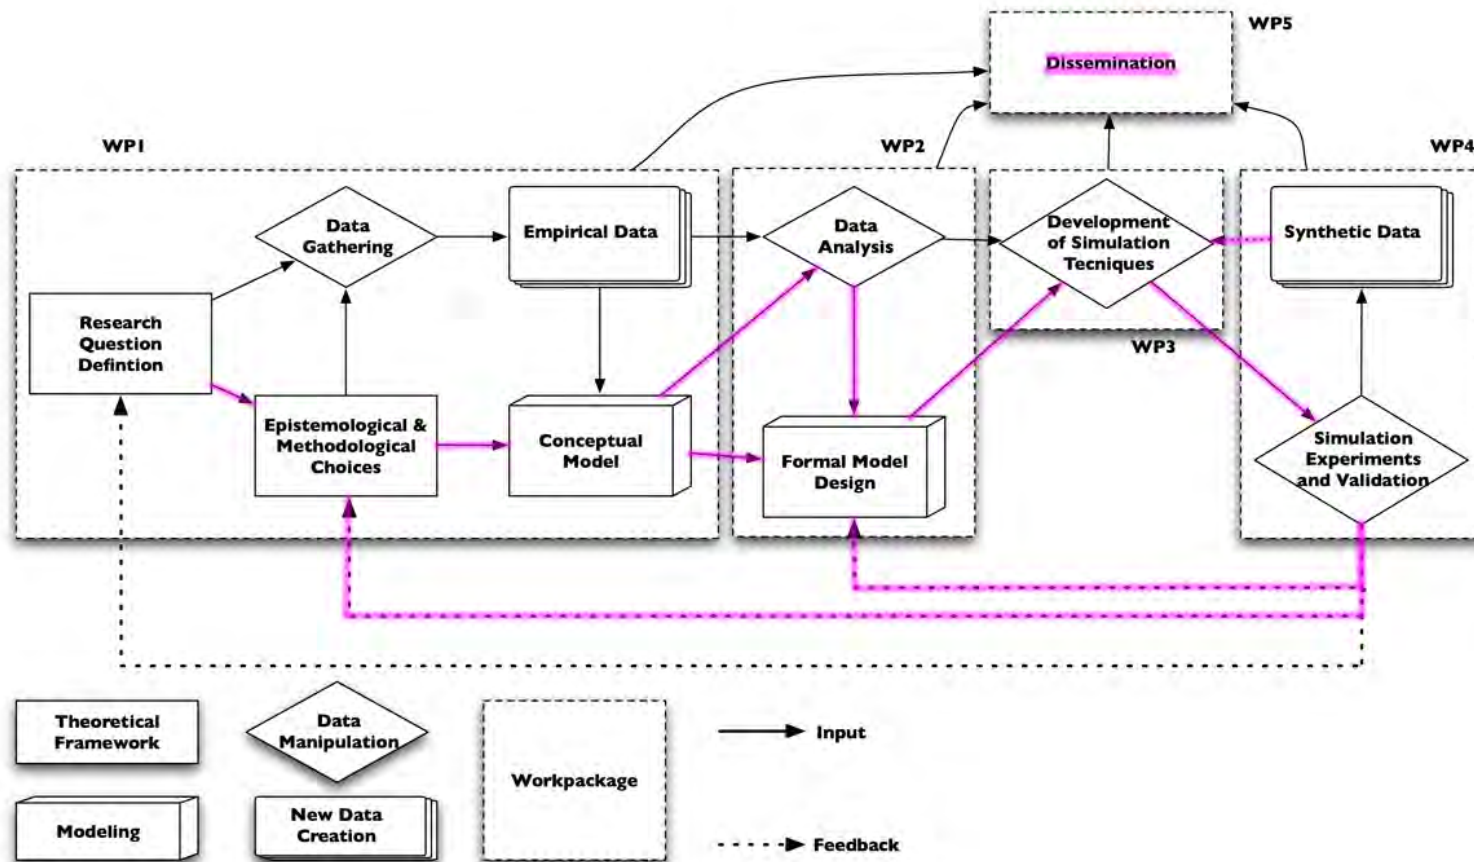 WP5
Dissemination
WP1
WP2
WP4
Data
Gathering
Empirical Data
Data
Analysis
Development
of Simulation
Tecniques
Synthetic Data
Research
Question
Defintion
WP3
Epistemological &
Methodological
Choices
Conceptual
Model
Formal Model
Design
Simulation
Experiments
and Validation
Theoretical
Framework
Data
Manipulation
Workpackage
Input
Modeling
New Data
Creation
Feedback